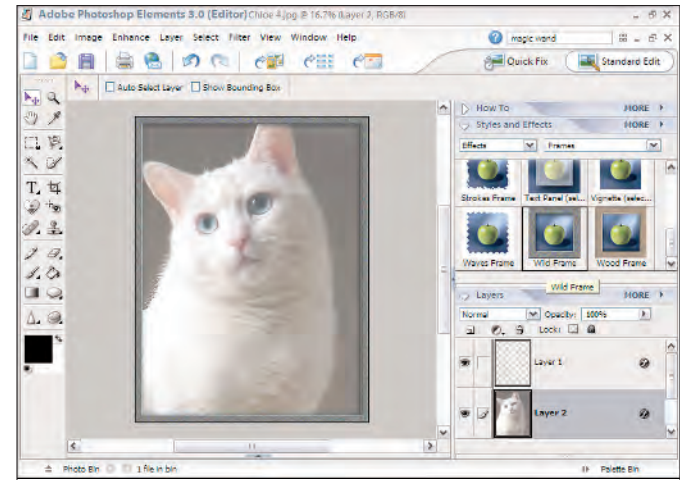 Adobe Photoshop Elements 3.0 (Editor) Chloe 4.jpg @ 16.7% (Layer 2, RGB/8)
File Edit Image Enhance Layer Select Filter View Window Help
magic wand
Quick Fix
Standard Edit
Auto Select Layer
Show Bounding Box
How To MORE
Styles and Effects MORE
Effects Frames
Strokes Frame Text Panel (selec... Vignette (selec...
Waves Frame Wild Frame Wood Frame
Wild Frame
Layers MORE
Normal Opacity: 100%
Lock:
Layer 1
Layer 2
Photo Bin 1 file in bin Palette Bin